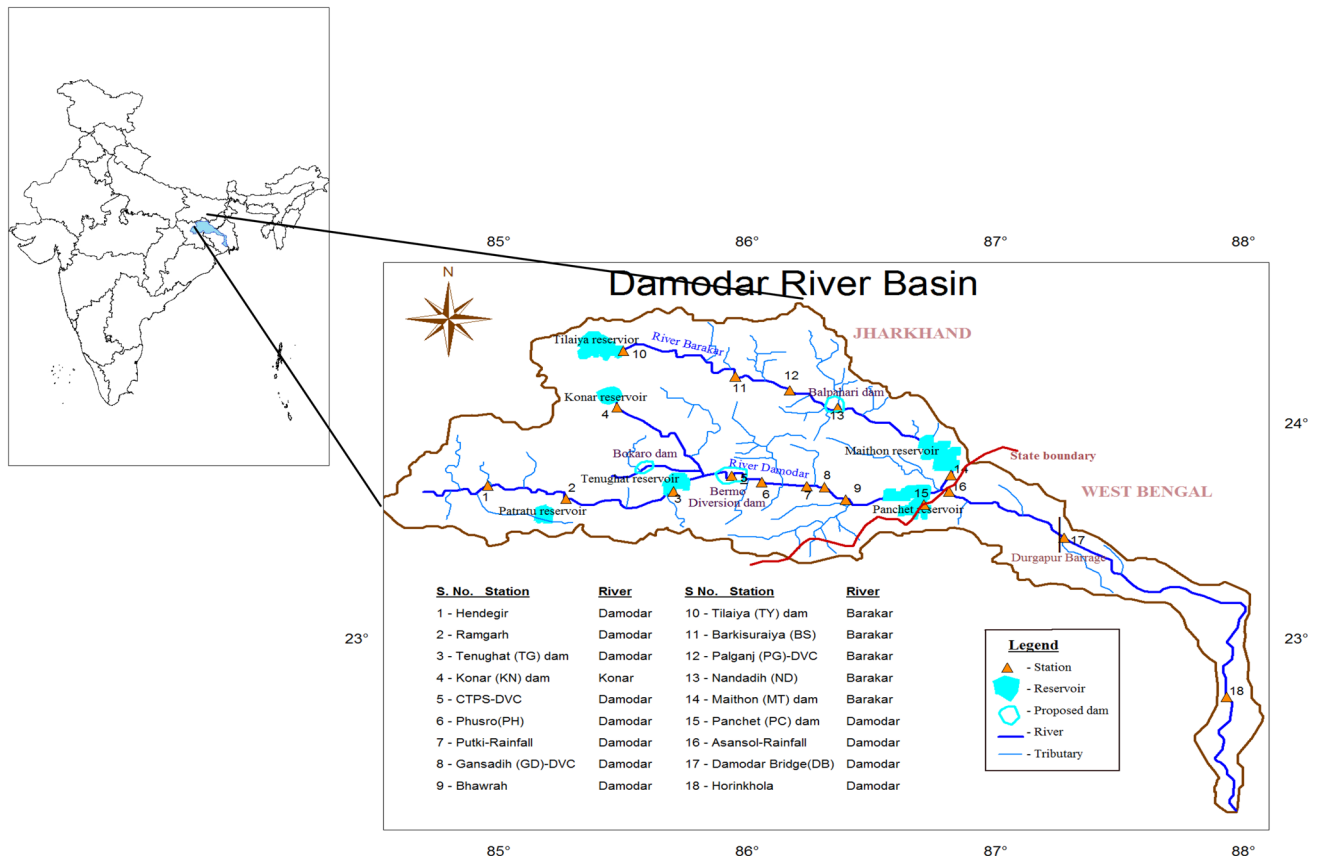 85°
86°
87°
88°
Damodar River Basin
N
JHARKHAND
Tilaiya reservior
River Barakar
10
11
12
Balpahari dam
13
Konar reservoir
4
Maithon reservoir
State boundary
24°
24°
Bokaro dam
River Damodar
14
Tenughat reservoir
5
8
WEST BENGAL
1
2
3
Bermo
6
7
9
15
16
Diversion dam
Patratu reservoir
Panchet reservoir
17
Durgapur Barrage
S. No. Station River S No. Station River
1 - Hendegir Damodar 10 - Tilaiya (TY) dam Barakar
2 - Ramgarh Damodar 11 - Barkisuraiya (BS) Barakar
3 - Tenughat (TG) dam Damodar 12 - Palganj (PG)-DVC Barakar
4 - Konar (KN) dam Konar 13 - Nandadih (ND) Barakar
5 - CTPS-DVC Damodar 14 - Maithon (MT) dam Barakar
6 - Phusro(PH) Damodar 15 - Panchet (PC) dam Damodar
7 - Putki-Rainfall Damodar 16 - Asansol-Rainfall Damodar
8 - Gansadih (GD)-DVC Damodar 17 - Damodar Bridge(DB) Damodar
9 - Bhawrah Damodar 18 - Horinkhola Damodar
23°
23°
Legend
- Station
- Reservoir
- Proposed dam
- River
- Tributary
18
85°
86°
87°
88°